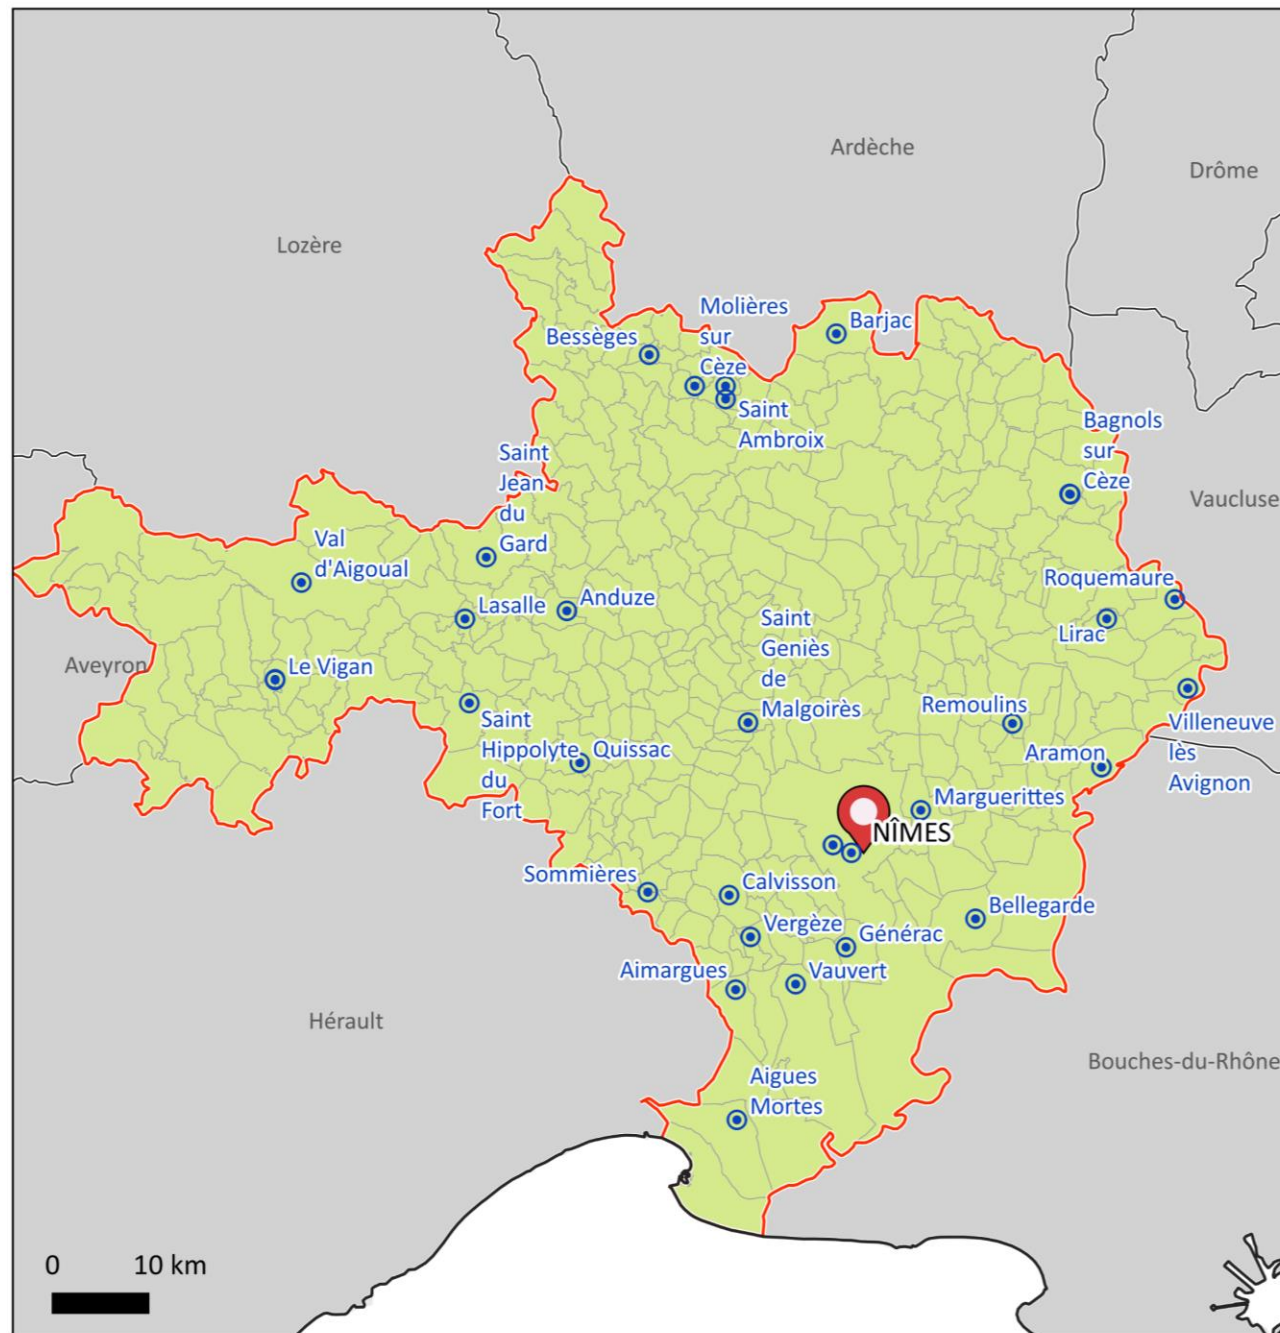 Ardèche
Drôme
Lozère
Molières
sur
Cèze
Barjac
Bessèges
Saint
Ambroix
Bagnols
sur
Cèze
Saint
Jean
du
Gard
Vaucluse
Val
d'Aigoual
Roquemaure
Lasalle
Anduze
Saint
Geniès
de
Malgoirès
Lirac
Aveyron
Le Vigan
Remoulins
Saint
Hippolyte
du
Fort
Quissac
Villeneuve
lès
Avignon
Aramon
Marguerittes
NÎMES
Sommières
Calvisson
Bellegarde
Vergèze
Générac
Aimargues
Vauvert
Hérault
Bouches-du-Rhône
Aigues
Mortes
0 10 km